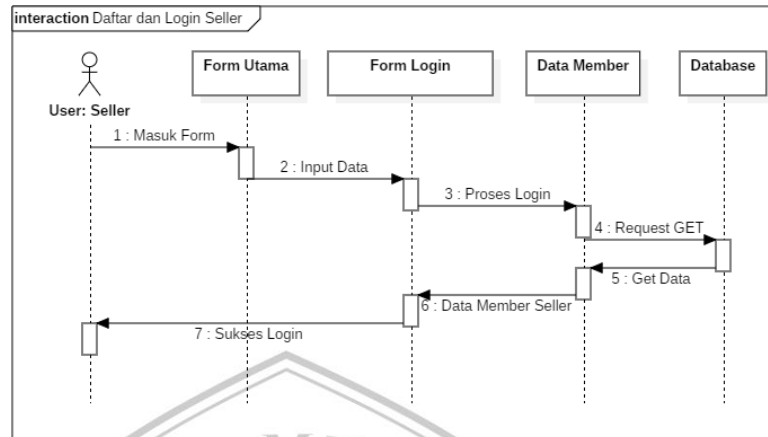 interaction Daftar dan Login Seller
Form Utama
Form Login
Data Member
Database
User: Seller
1 : Masuk Form
2 : Input Data
3 : Proses Login
4 : Request GET
5 : Get Data
6 : Data Member Seller
7 : Sukses Login